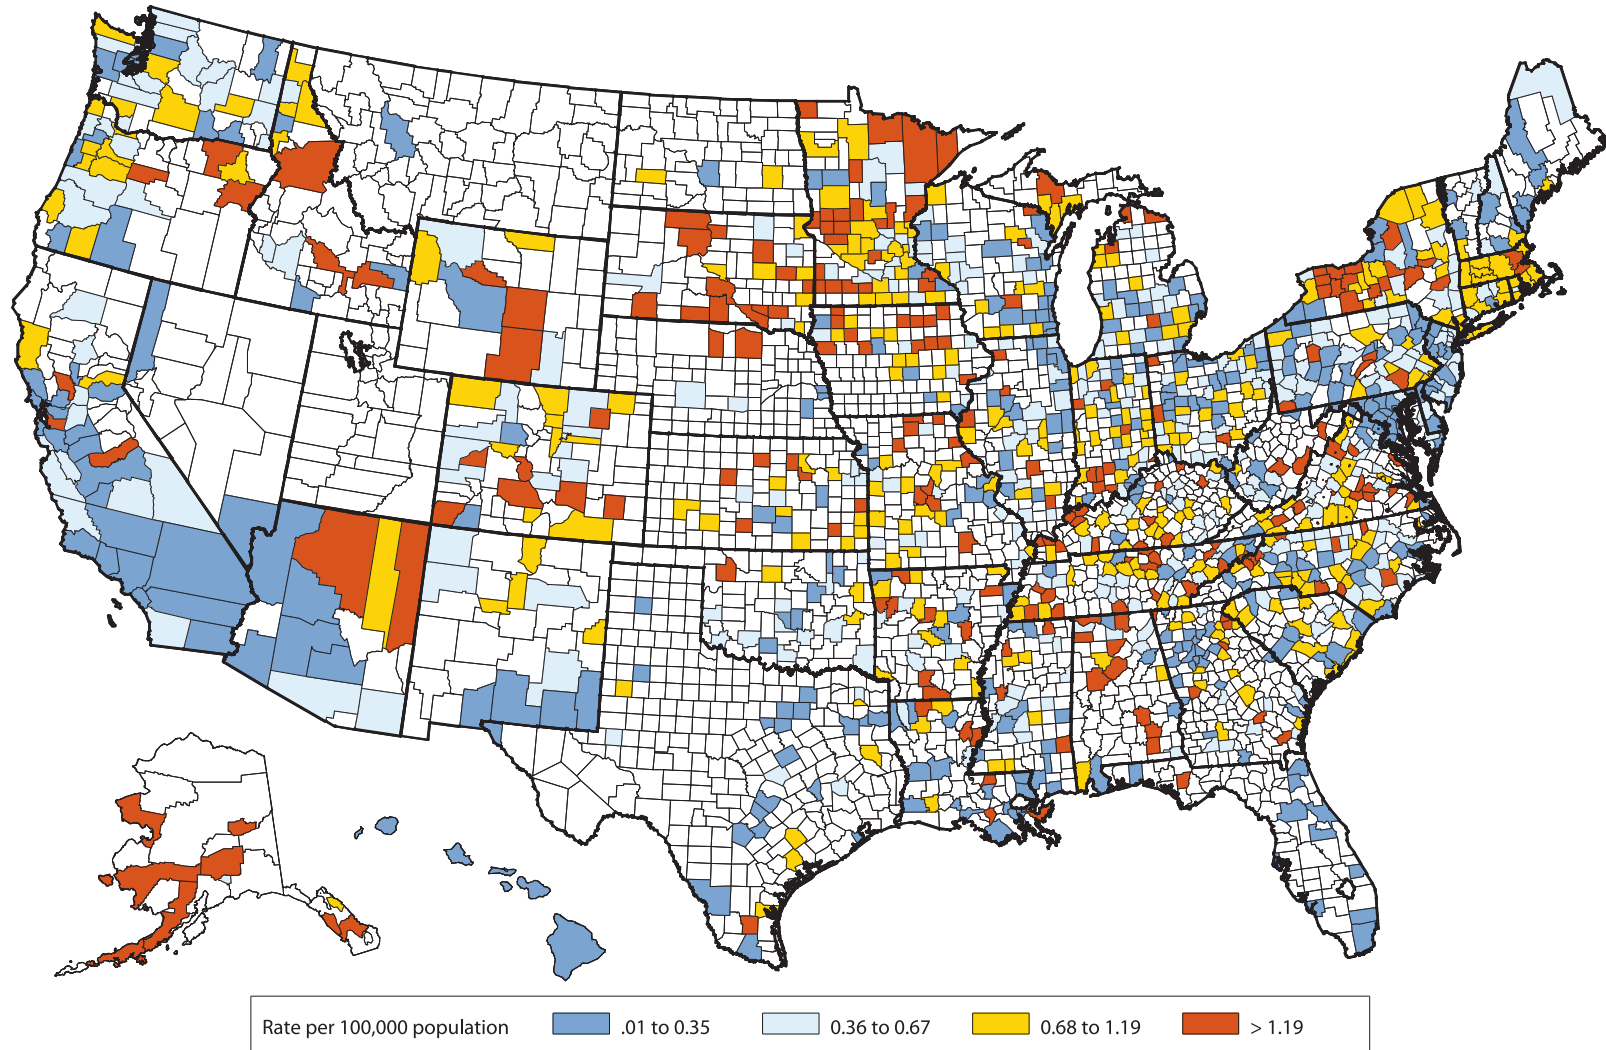 Rate per 100,000 population .01 to 0.35 0.36 to 0.67 0.68 to 1.19 > 1.19